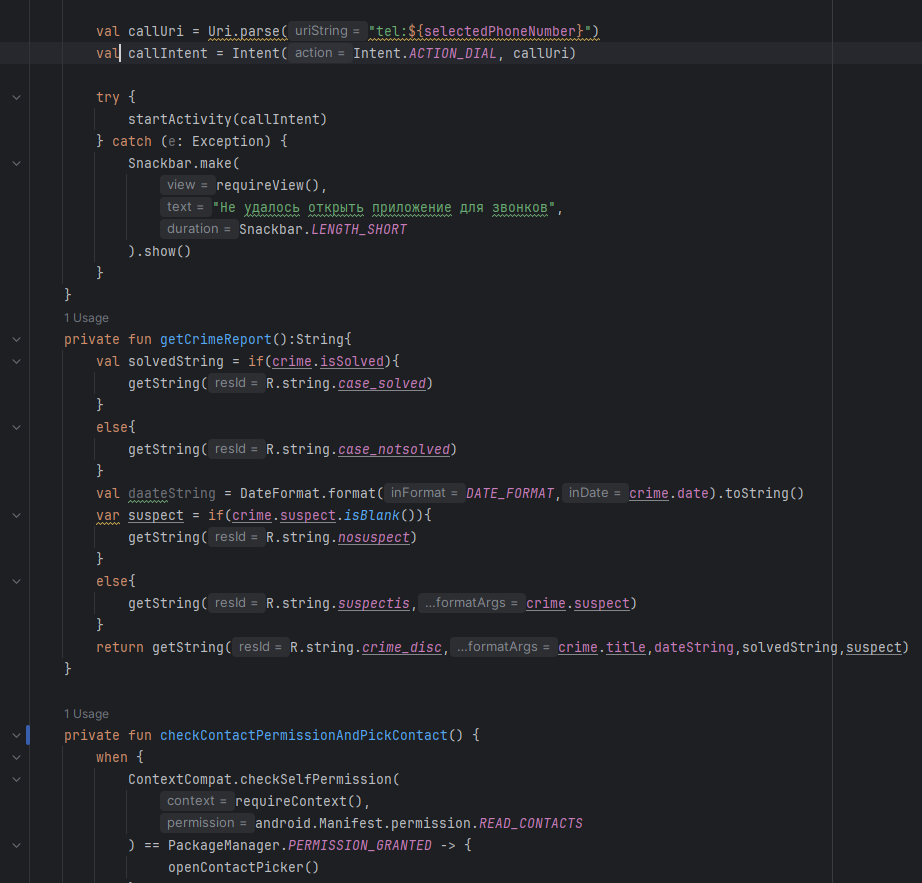 val callUri = Uri.parse( uriString = "tel:${selectedPhoneNumber}")
val callIntent = Intent( action = Intent.ACTION_DIAL, callUri)
try {
startActivity(callIntent)
} catch (e: Exception) {
Snackbar.make(
view = requireView(),
text = "Не удалось открыть приложение для звонков",
duration = Snackbar.LENGTH_SHORT
).show()
}
}
1 Usage
private fun getCrimeReport():String{
val solvedString = if(crime.isSolved){
getString( resId = R.string.case_solved)
}
else{
getString( resId = R.string.case_notsolved)
}
val daateString = DateFormat.format( inFormat = DATE_FORMAT, inDate = crime.date).toString()
var suspect = if(crime.suspect.isBlank()){
getString( resId = R.string.nosuspect)
}
else{
getString( resId = R.string.suspectis, ...formatArgs = crime.suspect)
}
return getString( resId = R.string.crime_disc, ...formatArgs = crime.title,dateString,solvedString,suspect)
}
1 Usage
private fun checkContactPermissionAndPickContact() {
when {
ContextCompat.checkSelfPermission(
context = requireContext(),
permission = android.Manifest.permission.READ_CONTACTS
) == PackageManager.PERMISSION_GRANTED -> {
openContactPicker()